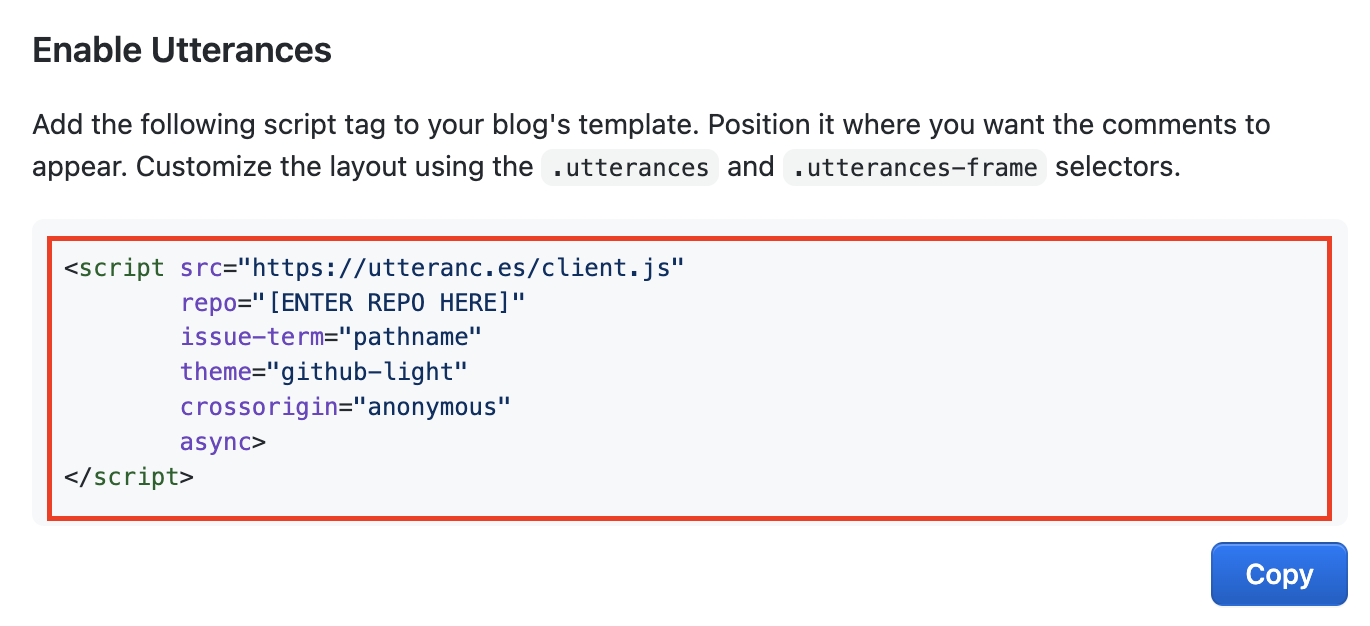 Enable Utterances
Add the following script tag to your blog's template. Position it where you want the comments to
appear. Customize the layout using the .utterances and .utterances-frame selectors.
<script src="https://utteranc.es/client.js"
        repo="[ENTER REPO HERE]"
        issue-term="pathname"
        theme="github-light"
        crossorigin="anonymous"
        async>
</script>
Copy